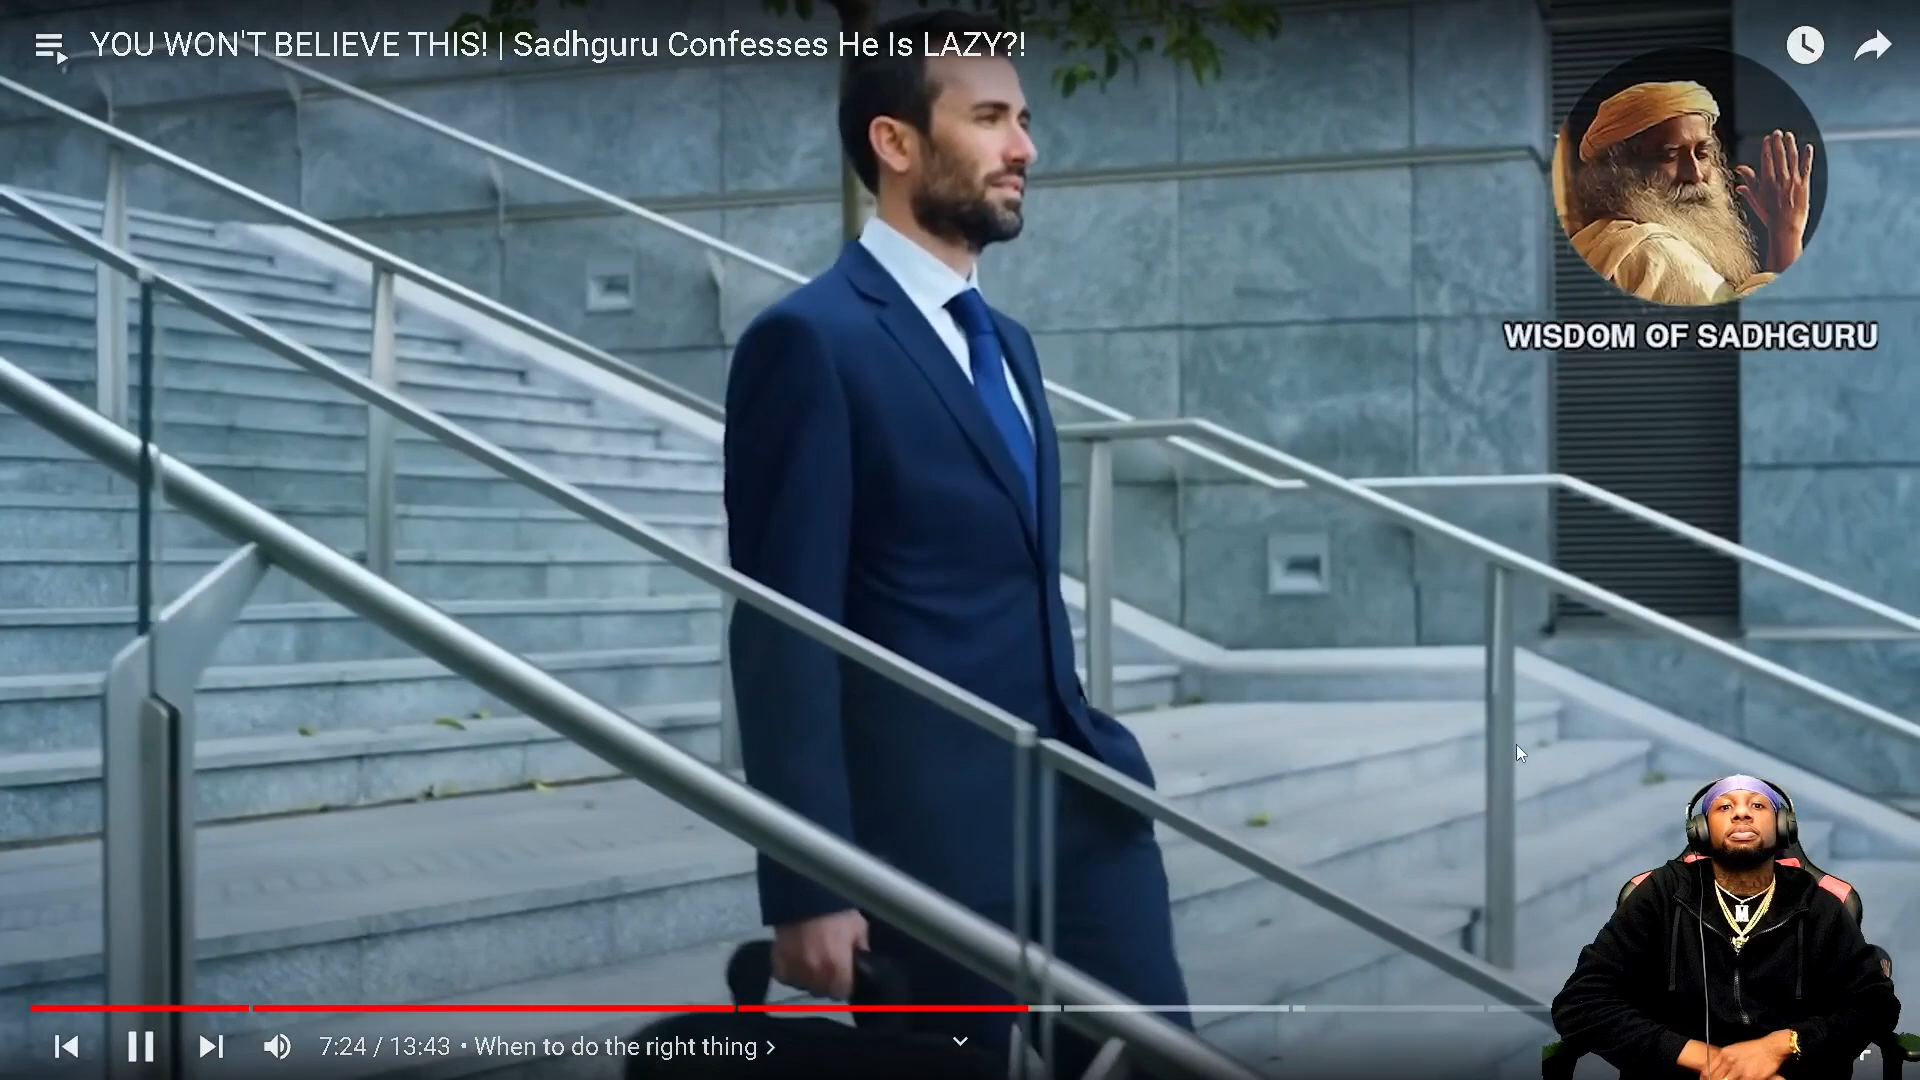 YOU WON'T BELIEVE THIS! | Sadhguru Confesses He Is LAZY?!
WISDOM OF SADHGURU
M
7:24 / 13:43 • When to do the right thing >